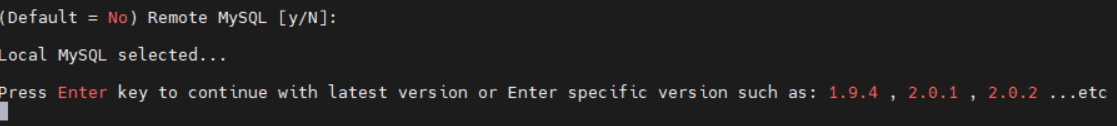 (Default = No) Remote MySQL [y/N]:
Local MySQL selected...
Press Enter key to continue with latest version or Enter specific version such as: 1.9.4 , 2.0.1 , 2.0.2 ...etc